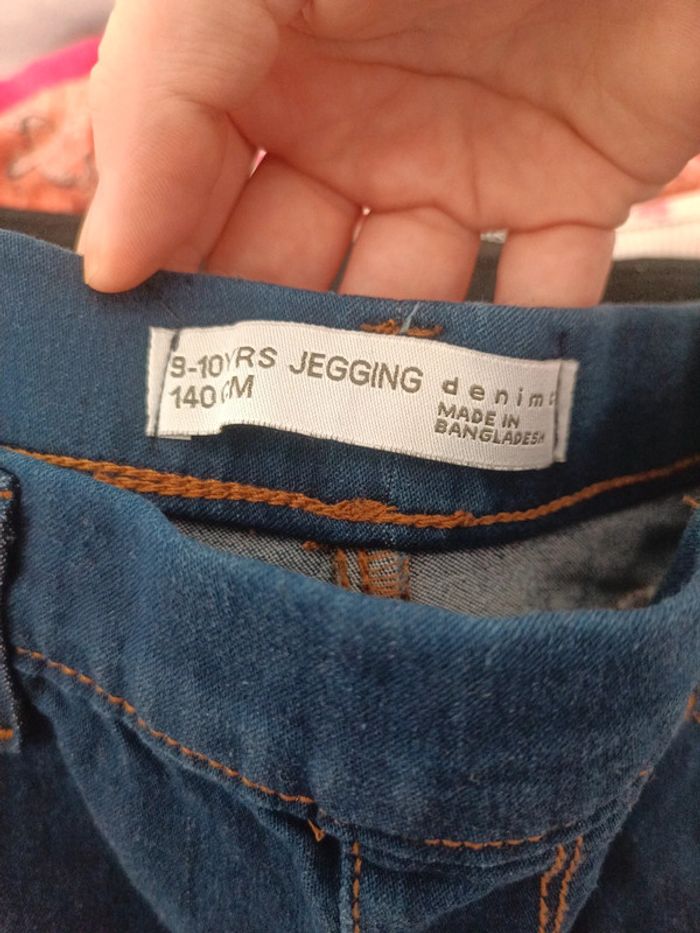 9-10YRS JEGGING denim
140CM MADE IN
BANGLADESH